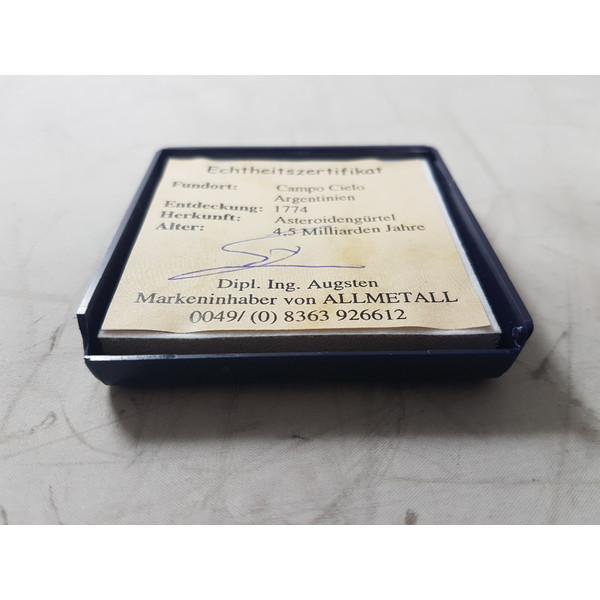 Echtheitszertifikat
Fundort: Campo Cielo
Argentinien
Entdeckung: 1774
Herkunft: Asteroidengürtel
Alter: 4,5 Milliarden Jahre
Dipl. Ing. Augsten
Markeninhaber von ALLMETALL
0049/ (0) 8363 926612